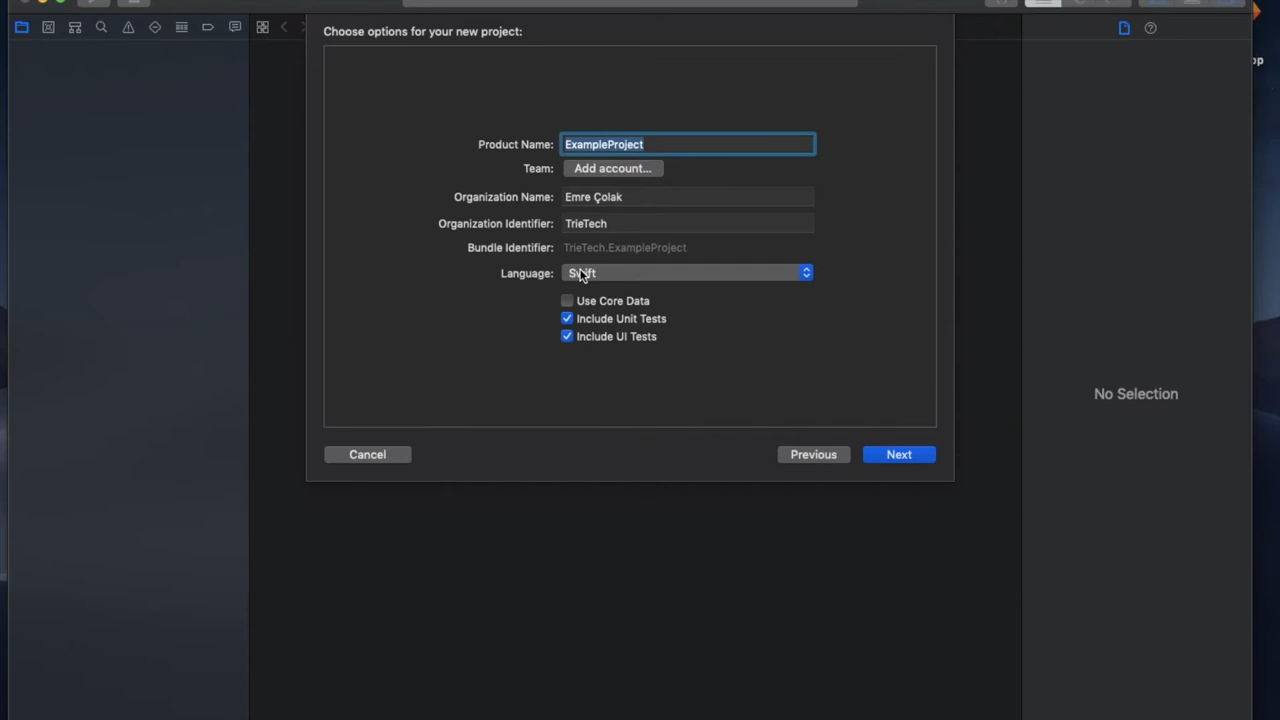 Choose options for your new project:
op
Product Name: ExampleProject
Team: Add account...
Organization Name: Emre Çolak
Organization Identifier: TrieTech
Bundle Identifier: TrieTech.ExampleProject
Language: Swift
Use Core Data
Include Unit Tests
Include UI Tests
No Selection
Cancel Previous Next